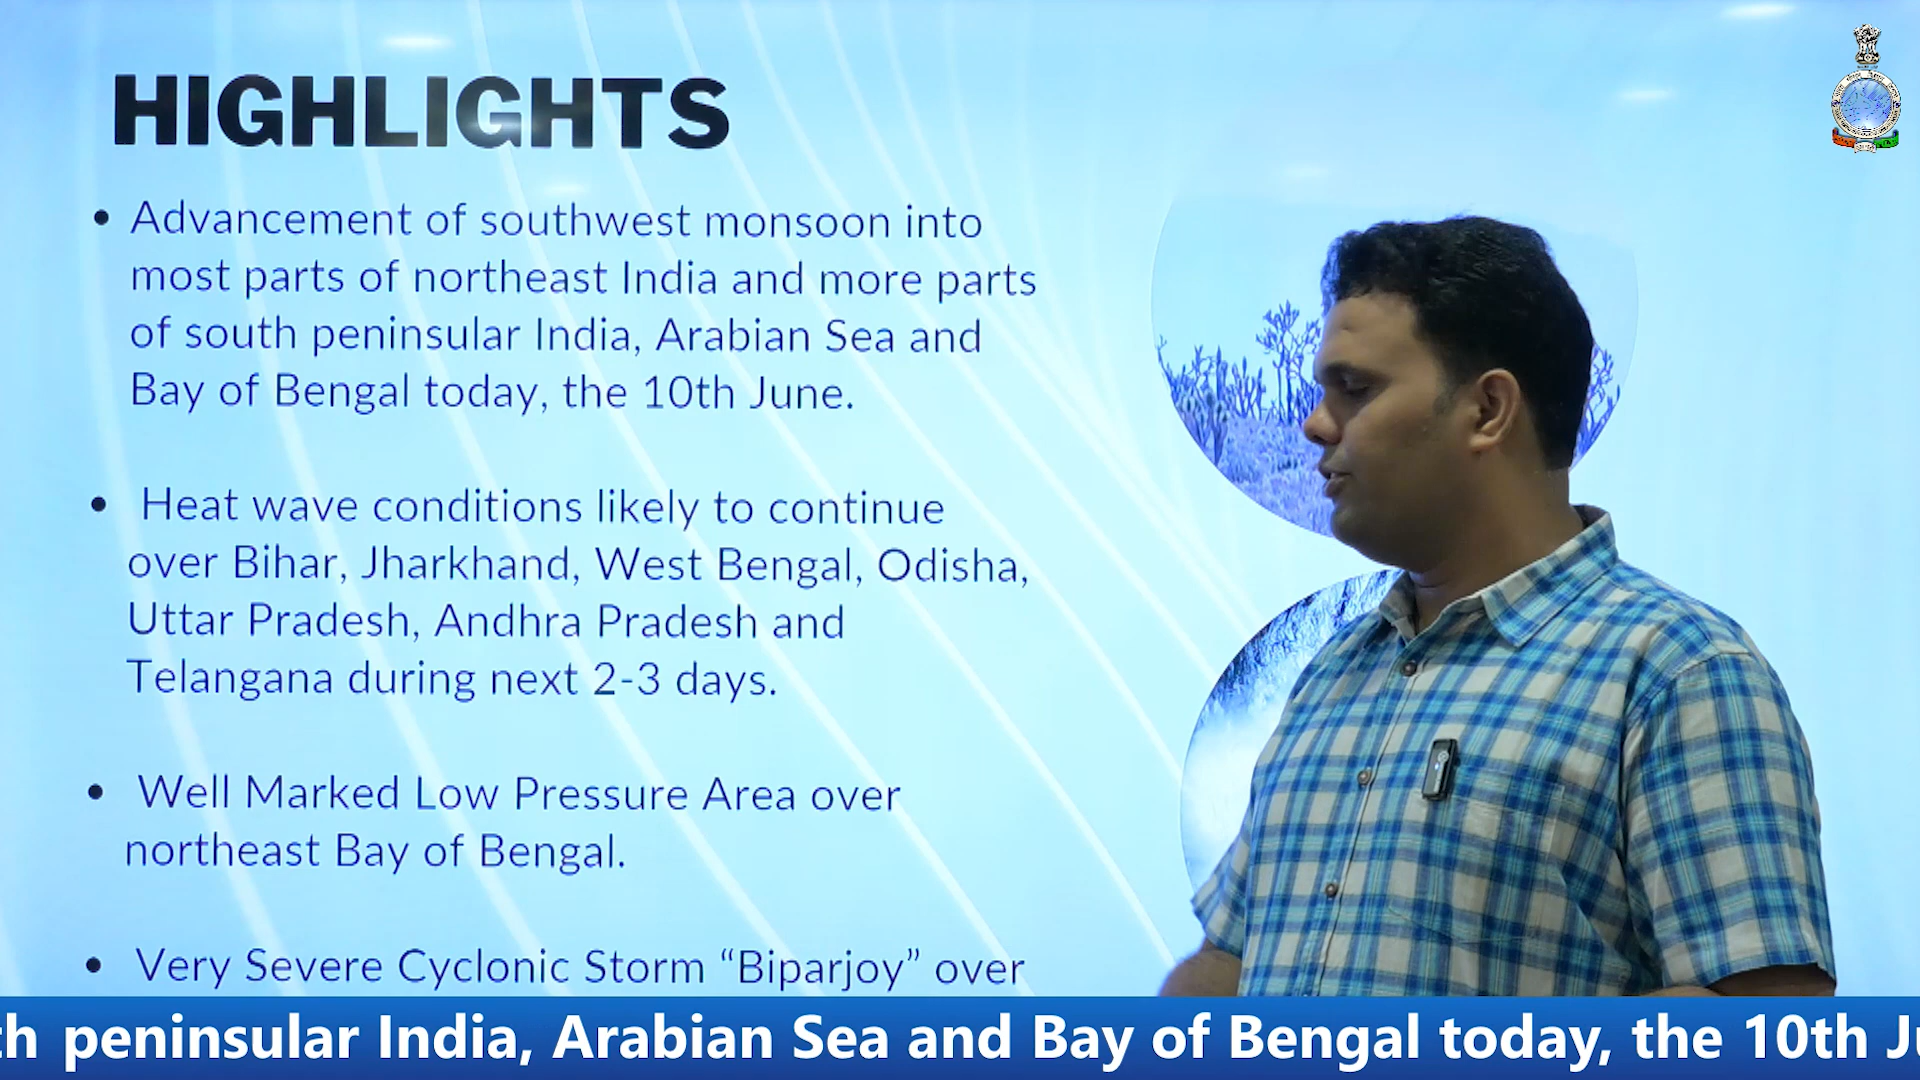 HIGHLIGHTS
• Advancement of southwest monsoon into
most parts of northeast India and more parts
of south peninsular India, Arabian Sea and
Bay of Bengal today, the 10th June.
• Heat wave conditions likely to continue
over Bihar, Jharkhand, West Bengal, Odisha,
Uttar Pradesh, Andhra Pradesh and
Telangana during next 2-3 days.
• Well Marked Low Pressure Area over
northeast Bay of Bengal.
• Very Severe Cyclonic Storm “Biparjoy” over
peninsular India, Arabian Sea and Bay of Bengal today, the 10th